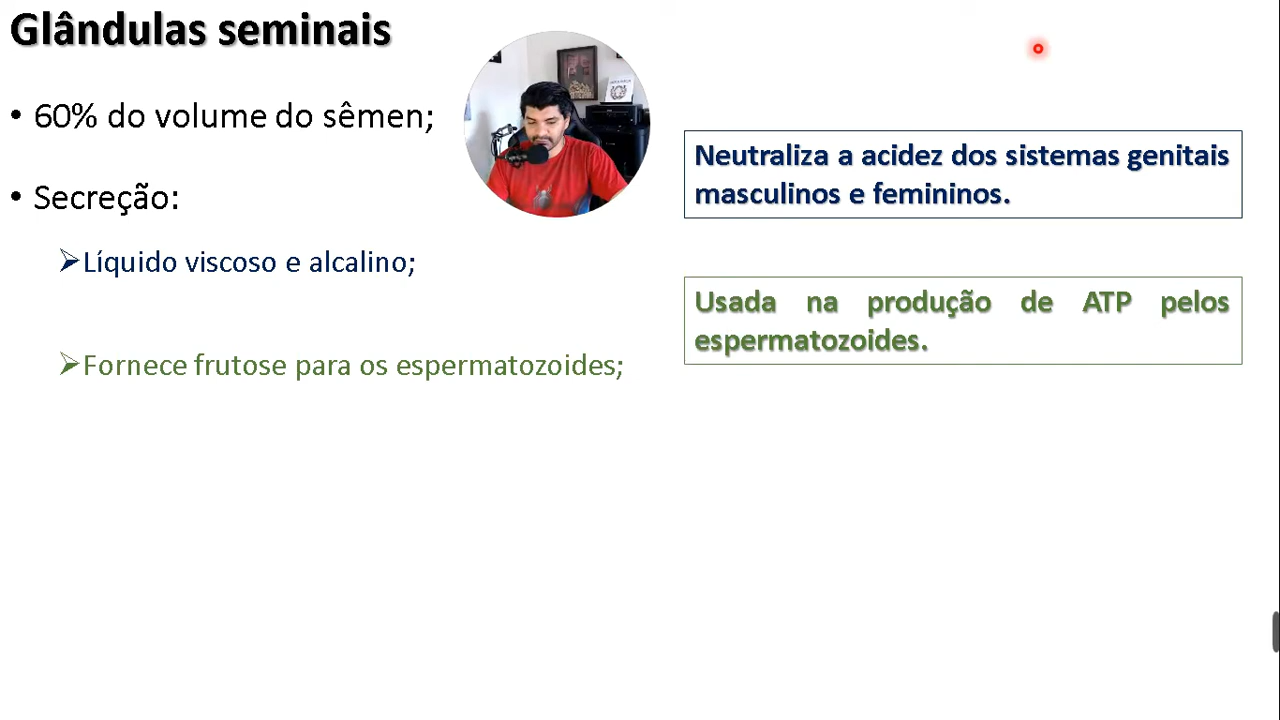 Glândulas seminais
• 60% do volume do sêmen;
• Secreção:
➢Líquido viscoso e alcalino;
➢Fornece frutose para os espermatozoides;
Neutraliza a acidez dos sistemas genitais
masculinos e femininos.
Usada na produção de ATP pelos
espermatozoides.